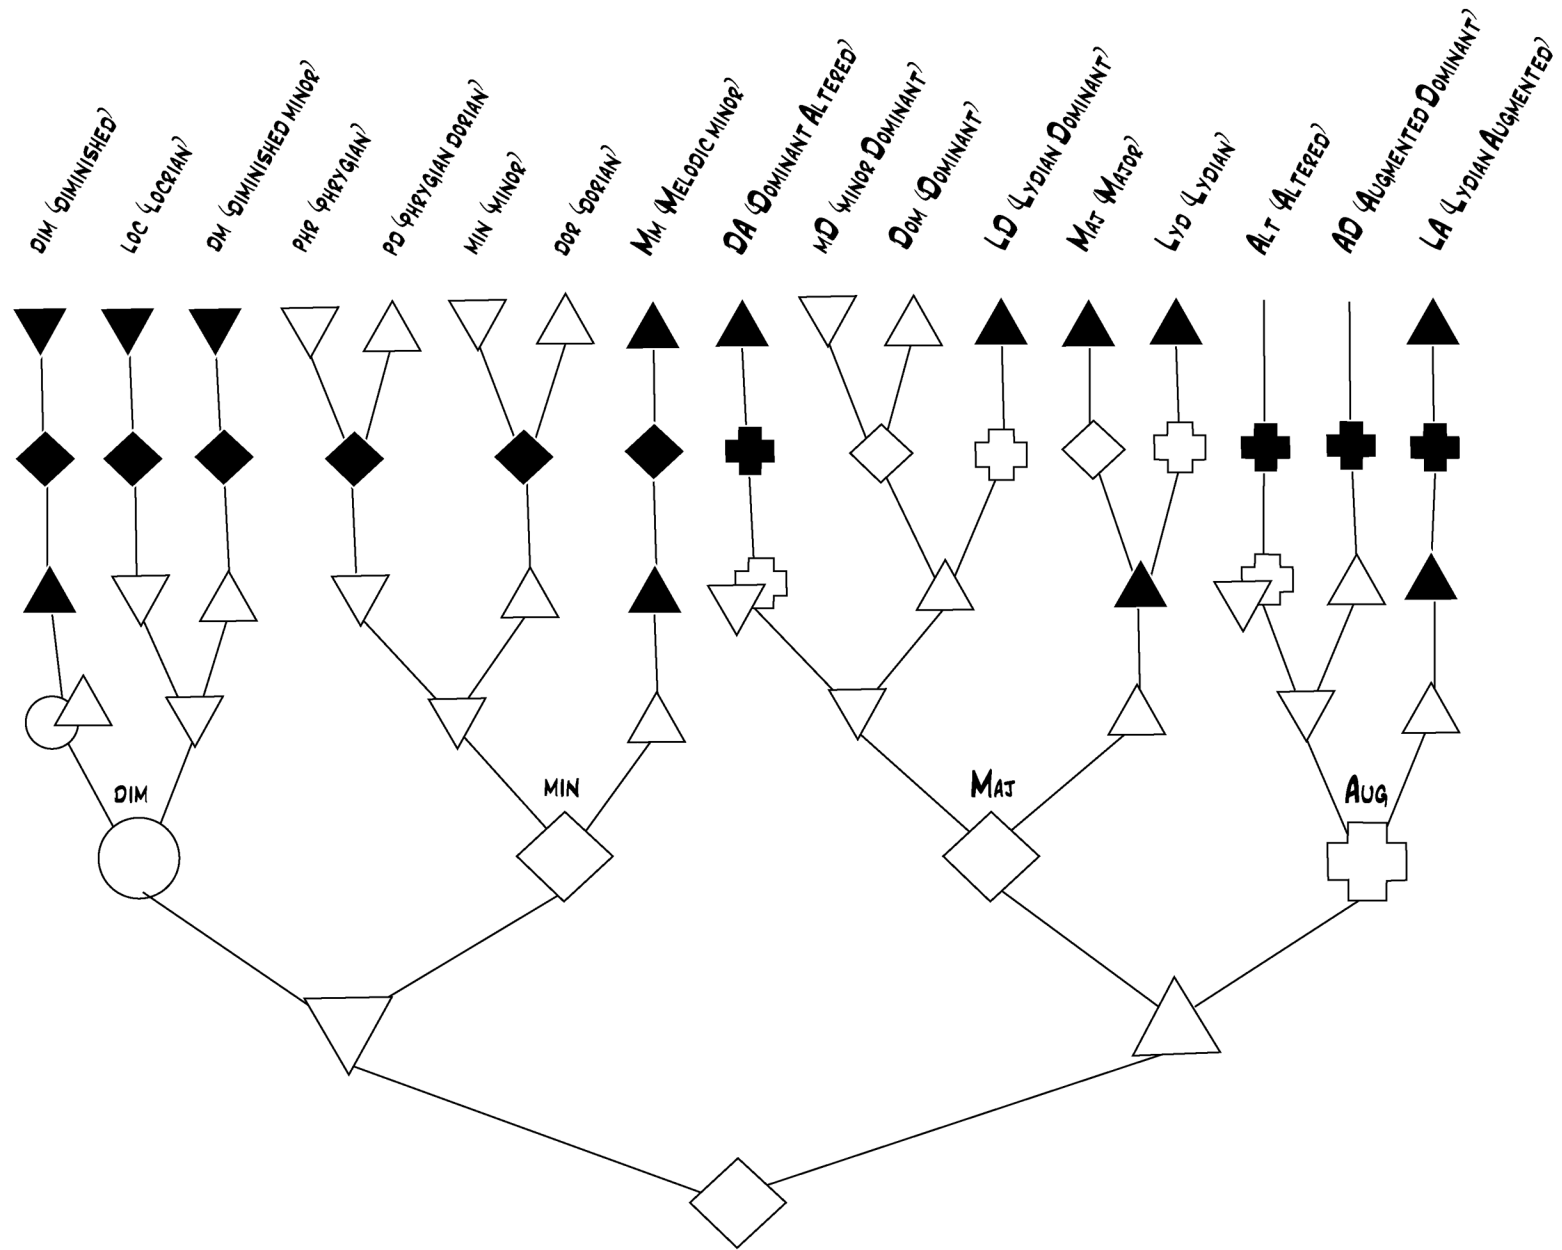 DIM (DIMINISHED)
LOC (LOCRIAN)
DM (DIMINISHED MINOR)
PHR (PHRYGIAN)
PD (PHRYGIAN DORIAN)
MIN (MINOR)
DOR (DORIAN)
MM (MELODIC MINOR)
DA (DOMINANT ALTERED)
MD (MINOR DOMINANT)
DOM (DOMINANT)
LD (LYDIAN DOMINANT)
MAJ (MAJOR)
LYD (LYDIAN)
ALT (ALTERED)
AD (AUGMENTED DOMINANT)
LA (LYDIAN AUGMENTED)
DIM
MIN
MAJ
AUG